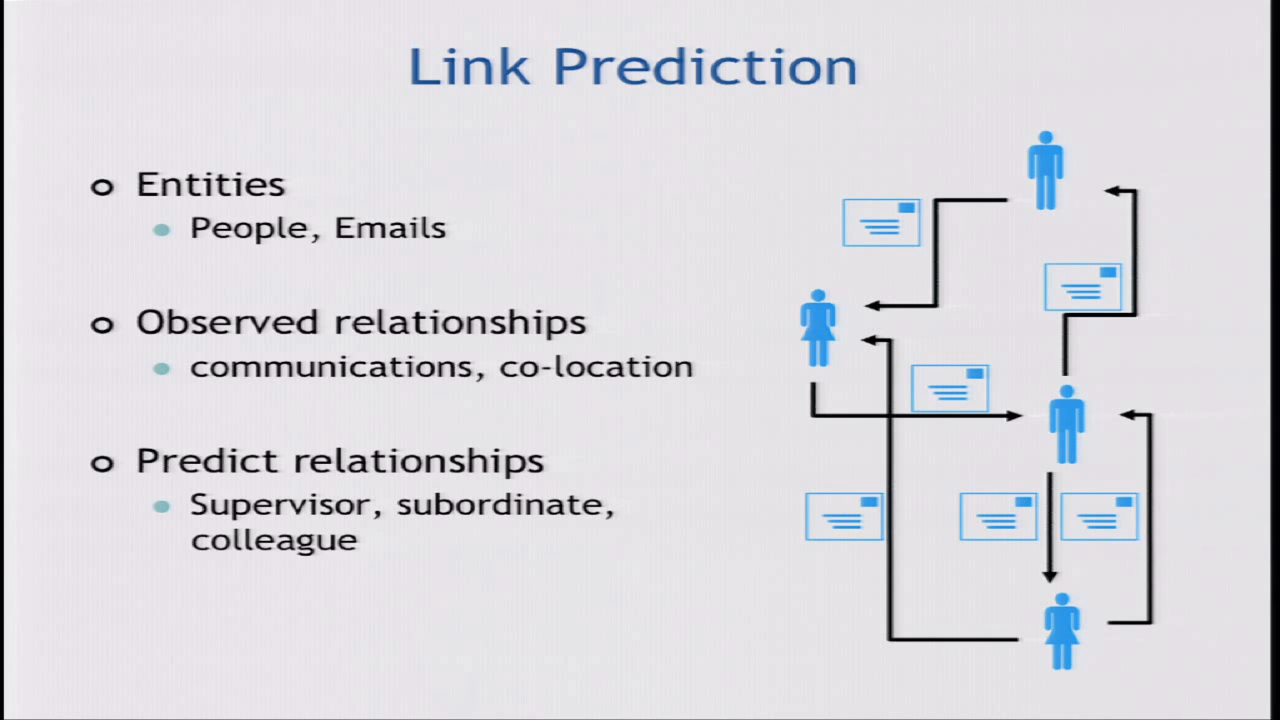 Link Prediction
Entities
People, Emails
Observed relationships
communications, co-location
Predict relationships
Supervisor, subordinate,
colleague